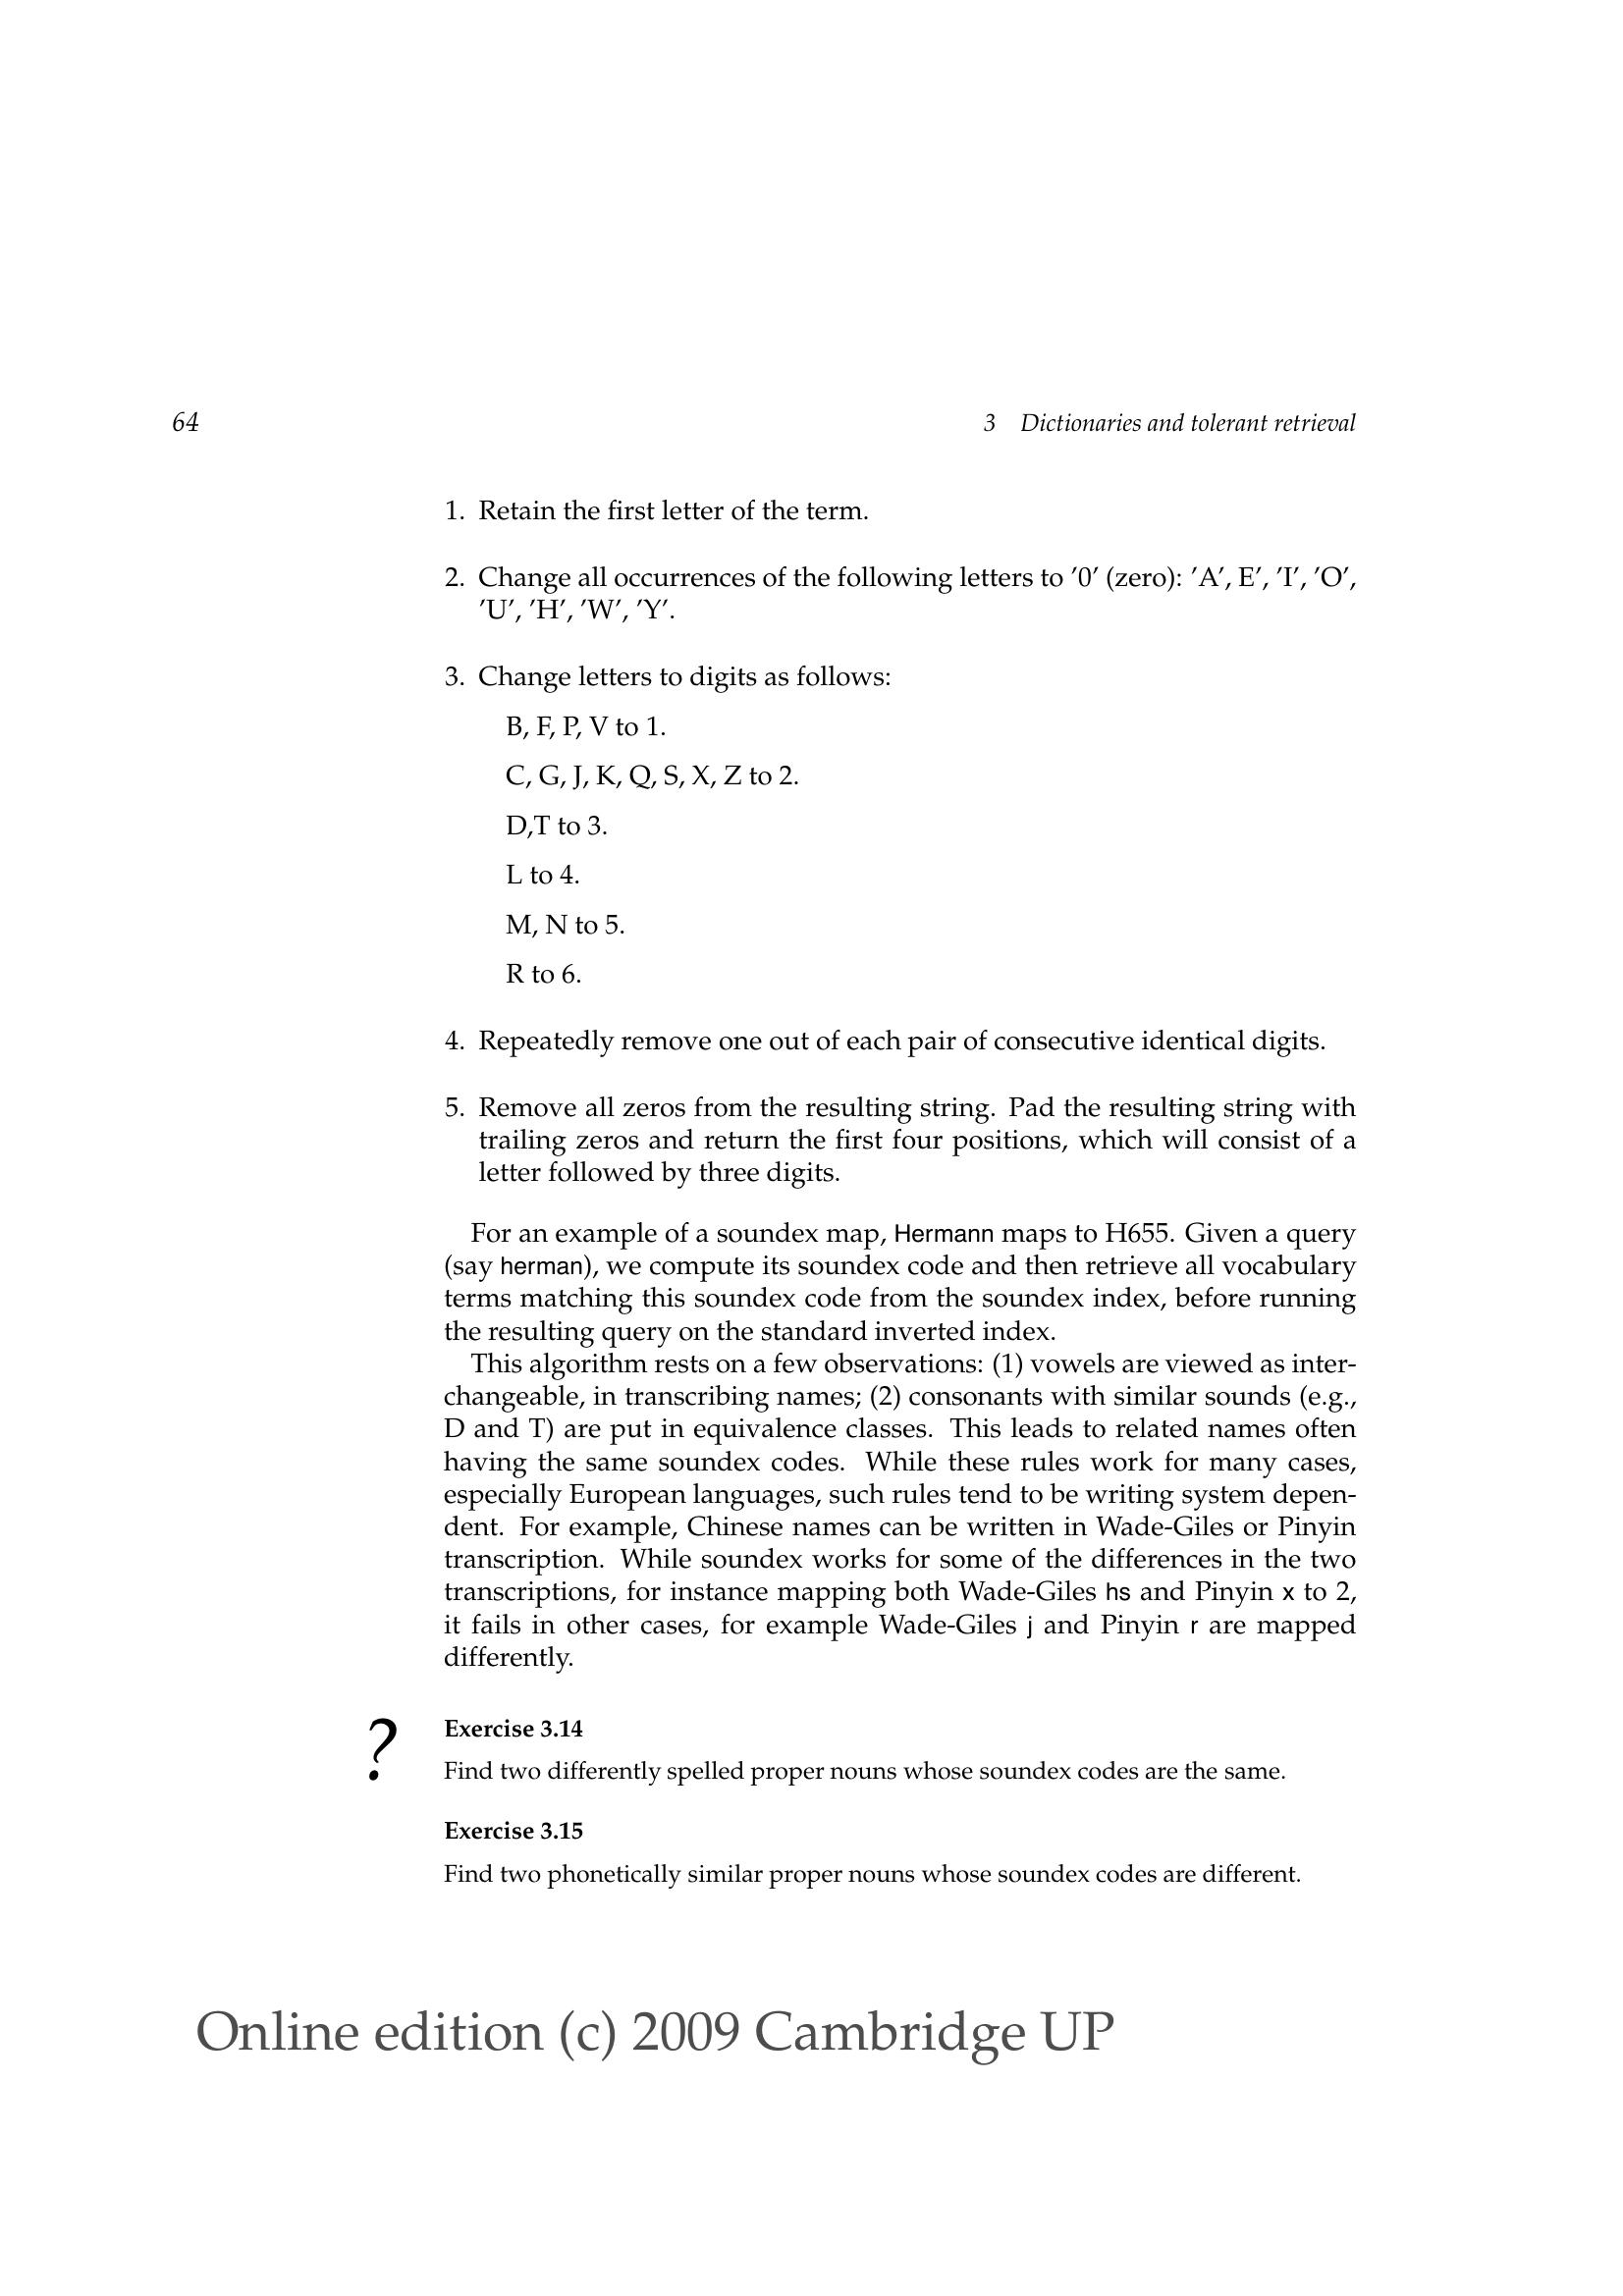 64
3 Dictionaries and tolerant retrieval
1. Retain the first letter of the term.
2. Change all occurrences of the following letters to ’0’ (zero): ’A’, E’, ’I’, ’O’,
’U’, ’H’, ’W’, ’Y’.
3. Change letters to digits as follows:
B, F, P, V to 1.
C, G, J, K, Q, S, X, Z to 2.
D,T to 3.
L to 4.
M, N to 5.
R to 6.
4. Repeatedly remove one out of each pair of consecutive identical digits.
5. Remove all zeros from the resulting string. Pad the resulting string with
trailing zeros and return the first four positions, which will consist of a
letter followed by three digits.
For an example of a soundex map, Hermann maps to H655. Given a query
(say herman), we compute its soundex code and then retrieve all vocabulary
terms matching this soundex code from the soundex index, before running
the resulting query on the standard inverted index.
This algorithm rests on a few observations: (1) vowels are viewed as inter-
changeable, in transcribing names; (2) consonants with similar sounds (e.g.,
D and T) are put in equivalence classes. This leads to related names often
having the same soundex codes. While these rules work for many cases,
especially European languages, such rules tend to be writing system depen-
dent. For example, Chinese names can be written in Wade-Giles or Pinyin
transcription. While soundex works for some of the differences in the two
transcriptions, for instance mapping both Wade-Giles hs and Pinyin x to 2,
it fails in other cases, for example Wade-Giles j and Pinyin r are mapped
differently.
?
Exercise 3.14
Find two differently spelled proper nouns whose soundex codes are the same.
Exercise 3.15
Find two phonetically similar proper nouns whose soundex codes are different.
Online edition (c) 2009 Cambridge UP